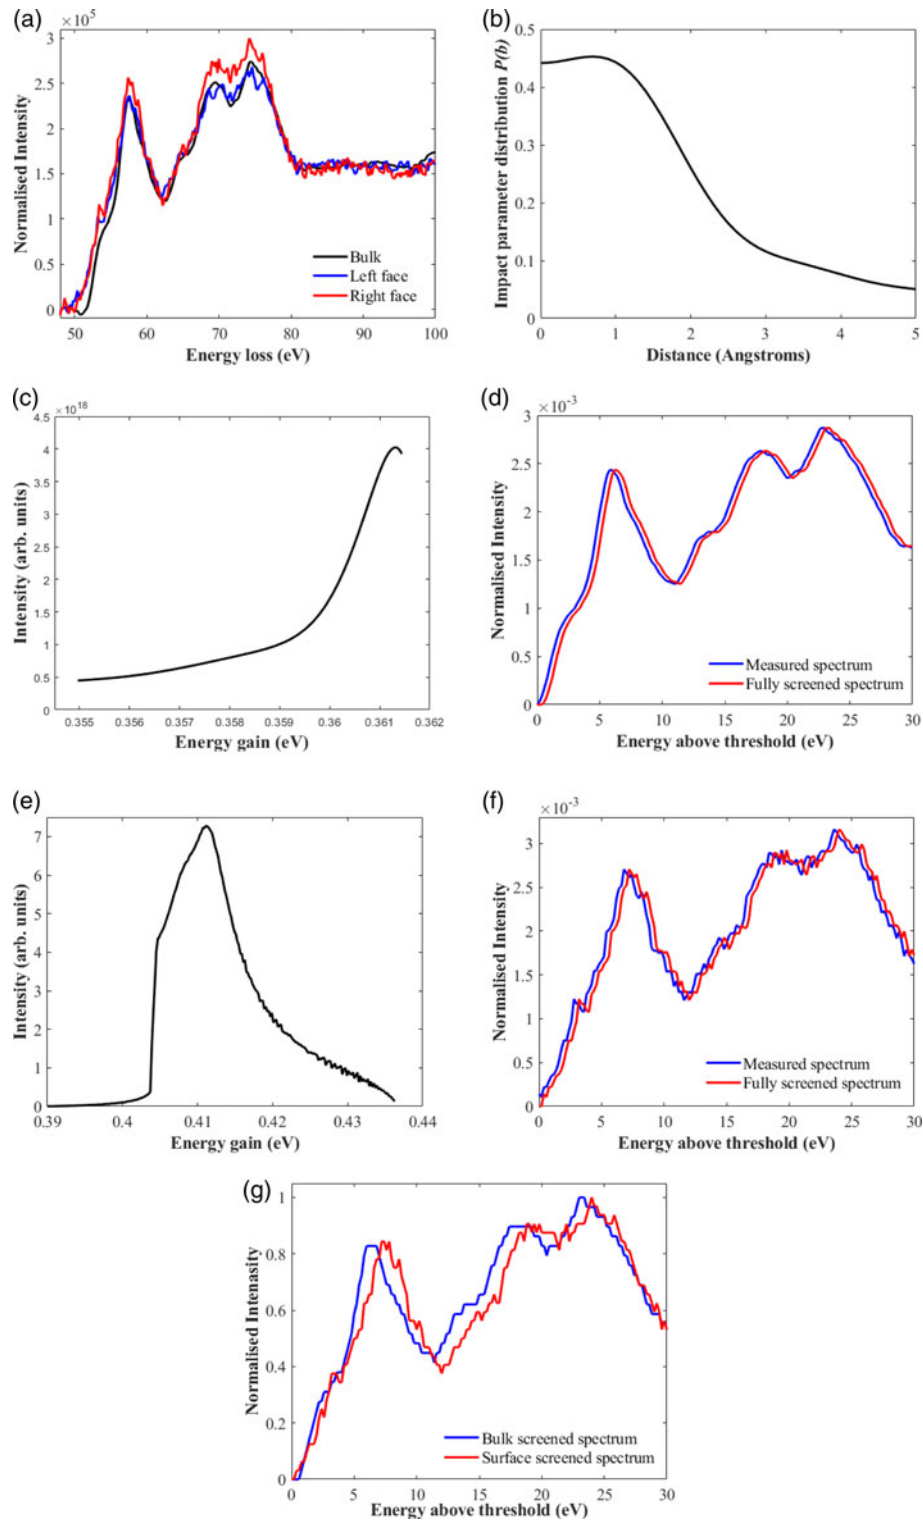 (a)
×10⁵
3
2.5
2
1.5
1
0.5
0
50 60 70 80 90 100
Normalised Intensity
Energy loss (eV)
Bulk
Left face
Right face
(b)
0.5
0.4
0.3
0.2
0.1
0
0 1 2 3 4 5
Impact parameter distribution P(b)
Distance (Angstroms)
(c)
×10¹⁸
4.5
4
3.5
3
2.5
2
1.5
1
0.5
0
0.355 0.356 0.357 0.358 0.359 0.36 0.361 0.362
Intensity (arb. units)
Energy gain (eV)
(d)
×10⁻³
3
2.5
2
1.5
1
0.5
0
0 5 10 15 20 25 30
Normalised Intensity
Energy above threshold (eV)
Measured spectrum
Fully screened spectrum
(e)
7
6
5
4
3
2
1
0
0.39 0.4 0.41 0.42 0.43 0.44
Intensity (arb. units)
Energy gain (eV)
(f)
×10⁻³
3
2.5
2
1.5
1
0.5
0
0 5 10 15 20 25 30
Normalised Intensity
Energy above threshold (eV)
Measured spectrum
Fully screened spectrum
(g)
1
0.8
0.6
0.4
0.2
0
0 5 10 15 20 25 30
Normalised Intenasity
Energy above threshold (eV)
Bulk screened spectrum
Surface screened spectrum